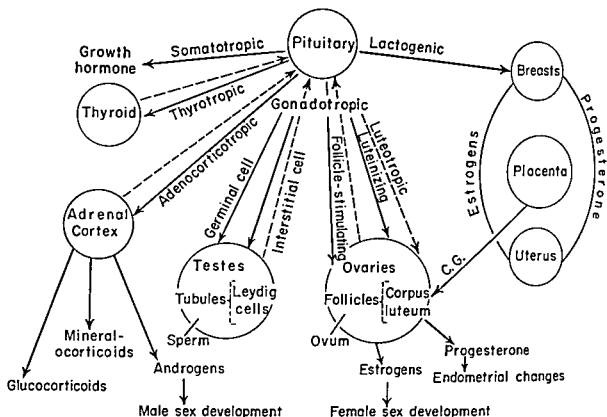 Pituitary
Somatotropic
Lactogenic
Growth
hormone
Breasts
Thyroid
Thyrotropic
Gonadotropic
Adenocorticotropic
Germinal cell
Interstitial cell
Follicle-stimulating
Luteinizing
Luteotropic
Estrogens
Progesterone
Placenta
Uterus
C.G.
Adrenal
Cortex
Testes
Tubules
Leydig
cells
Sperm
Ovaries
Follicles
Corpus
luteum
Ovum
Mineral-
ocorticoids
Glucocorticoids
Androgens
Male sex development
Estrogens
Female sex development
Progesterone
Endometrial changes